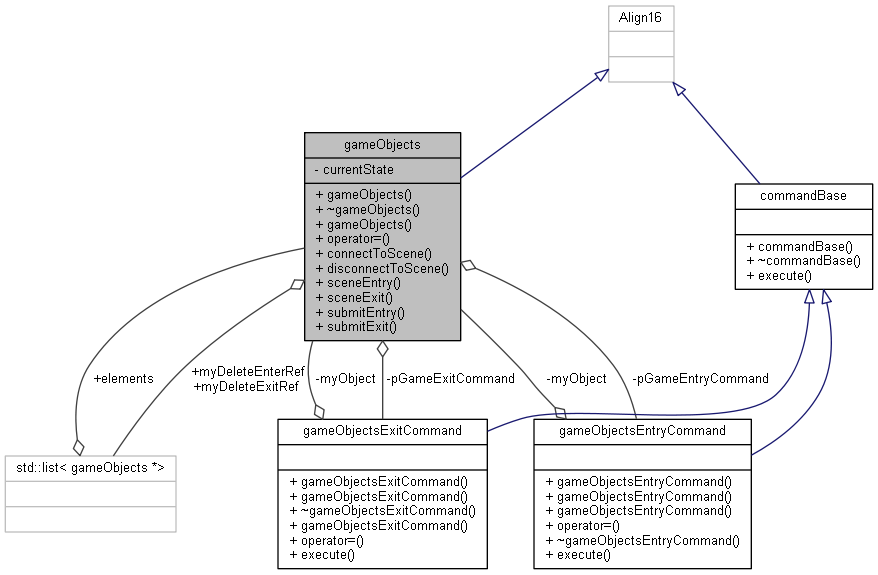 Align16
gameObjects
- currentState
+ gameObjects()
+ ~gameObjects()
+ gameObjects()
+ operator=()
+ connectToScene()
+ disconnectToScene()
+ sceneEntry()
+ sceneExit()
+ submitEntry()
+ submitExit()
commandBase
+ commandBase()
+ ~commandBase()
+ execute()
+elements
+myDeleteEnterRef
+myDeleteExitRef
-myObject
-pGameExitCommand
-myObject
-pGameEntryCommand
std::list< gameObjects *>
gameObjectsExitCommand
+ gameObjectsExitCommand()
+ gameObjectsExitCommand()
+ ~gameObjectsExitCommand()
+ gameObjectsExitCommand()
+ operator=()
+ execute()
gameObjectsEntryCommand
+ gameObjectsEntryCommand()
+ gameObjectsEntryCommand()
+ gameObjectsEntryCommand()
+ operator=()
+ ~gameObjectsEntryCommand()
+ execute()